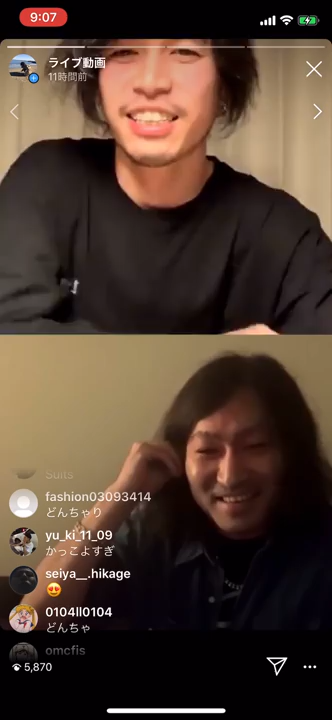 9:07
ライブ動画
11時間前
Suits
fashion03093414
どんちゃり
yu_ki_11_09
かっこよすぎ
seiya__.hikage
😍
0104ll0104
どんちゃ
omcfis
5,870